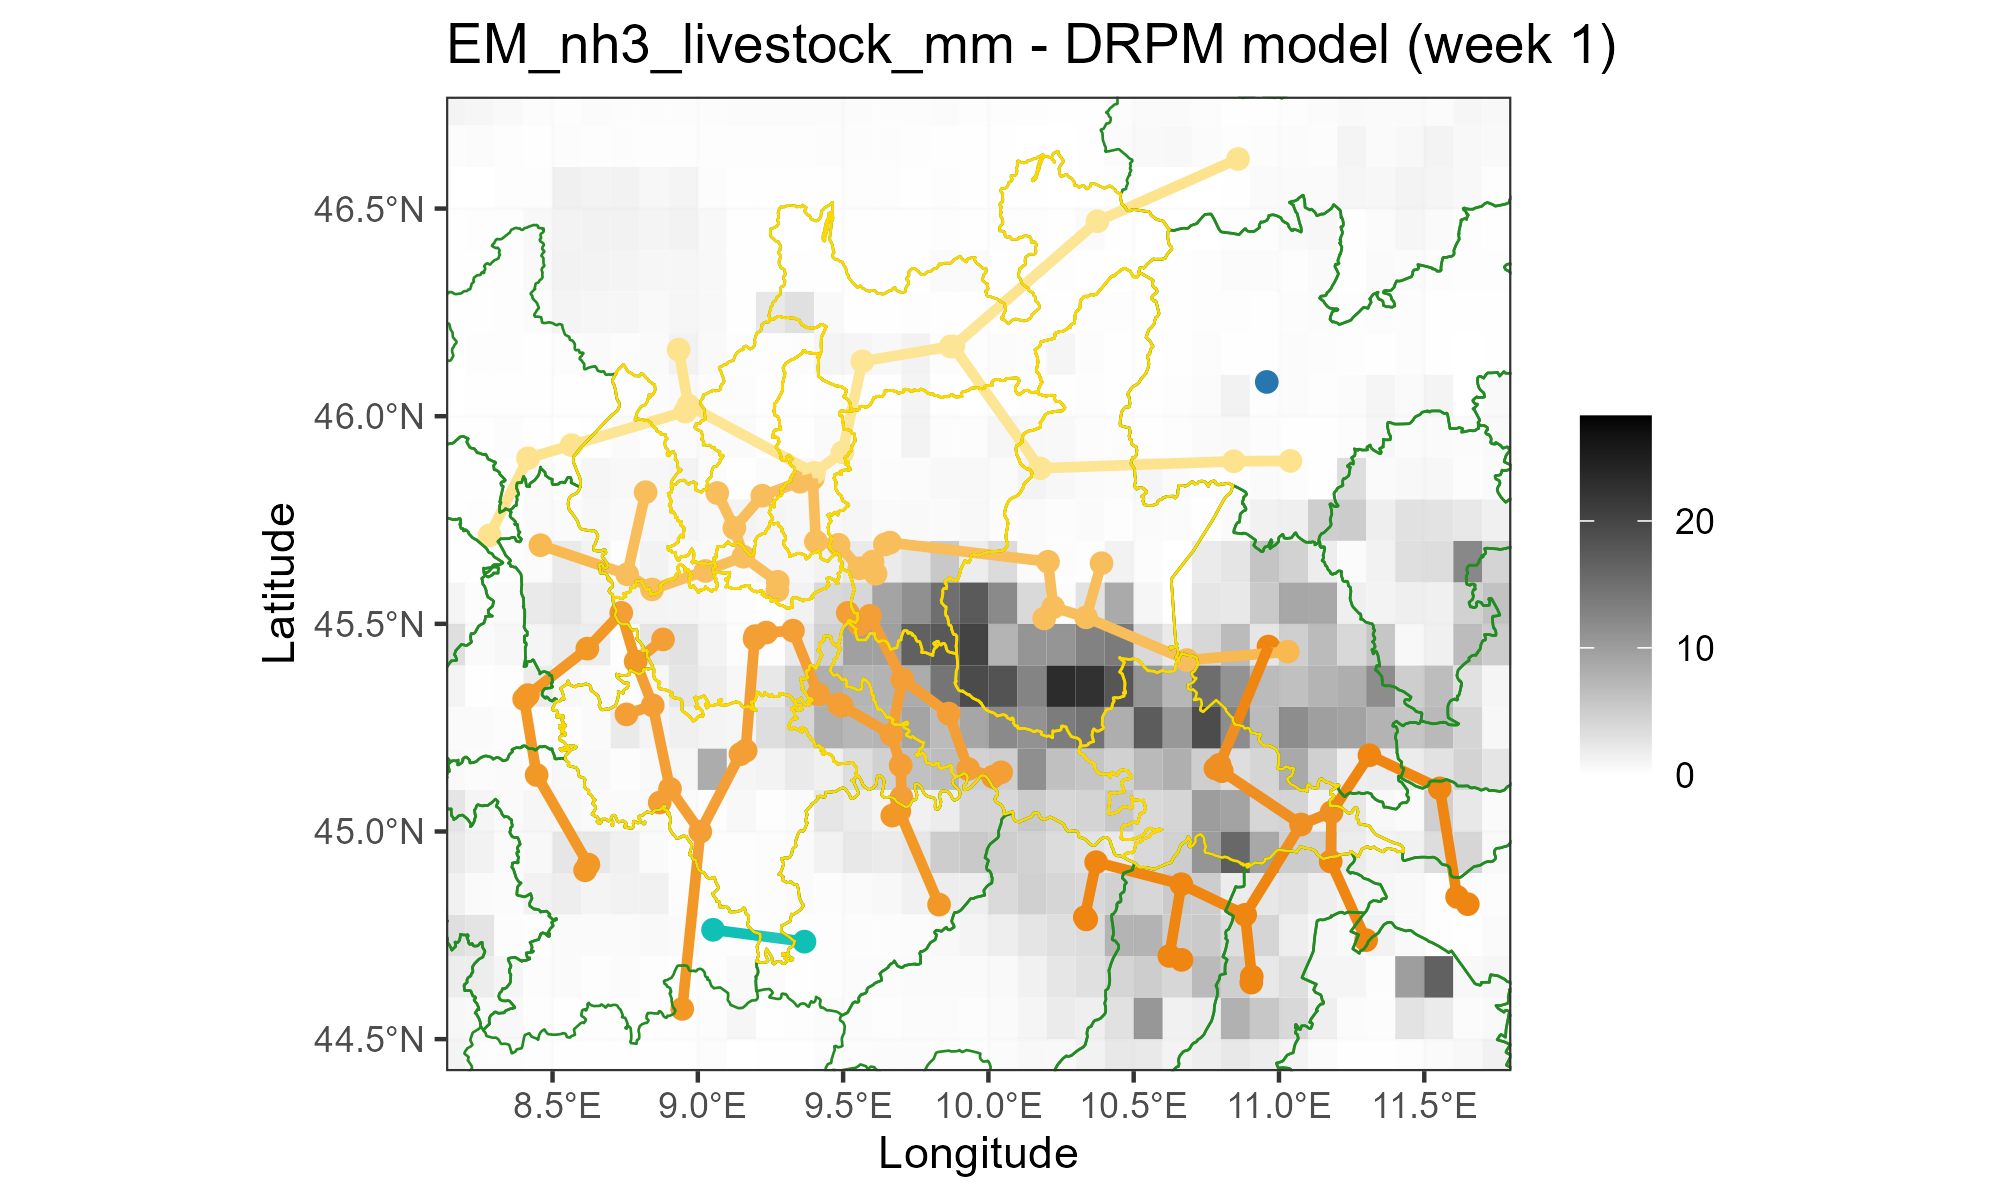 EM_nh3_livestock_mm - DRPM model (week 1)
46.5°N
46.0°N
45.5°N
45.0°N
44.5°N
Latitude
8.5°E 9.0°E 9.5°E 10.0°E 10.5°E 11.0°E 11.5°E
Longitude
20
10
0